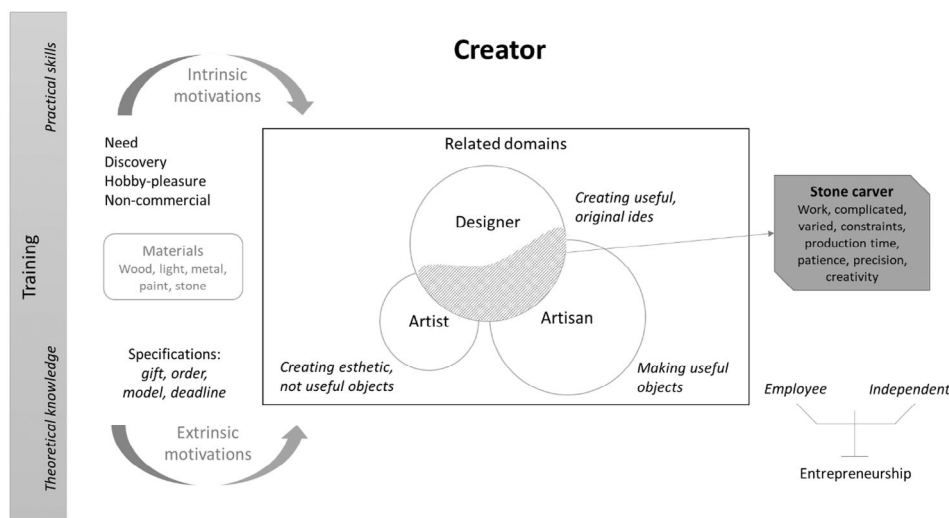 Creator
Practical skills
Training
Theoretical knowledge
Intrinsic
motivations
Need
Discovery
Hobby-pleasure
Non-commercial
Materials
Wood, light, metal,
paint, stone
Specifications:
gift, order,
model, deadline
Extrinsic
motivations
Related domains
Designer
Creating useful,
original ides
Artist
Artisan
Creating esthetic,
not useful objects
Making useful
objects
Stone carver
Work, complicated,
varied, constraints,
production time,
patience, precision,
creativity
Employee
Independent
Entrepreneurship